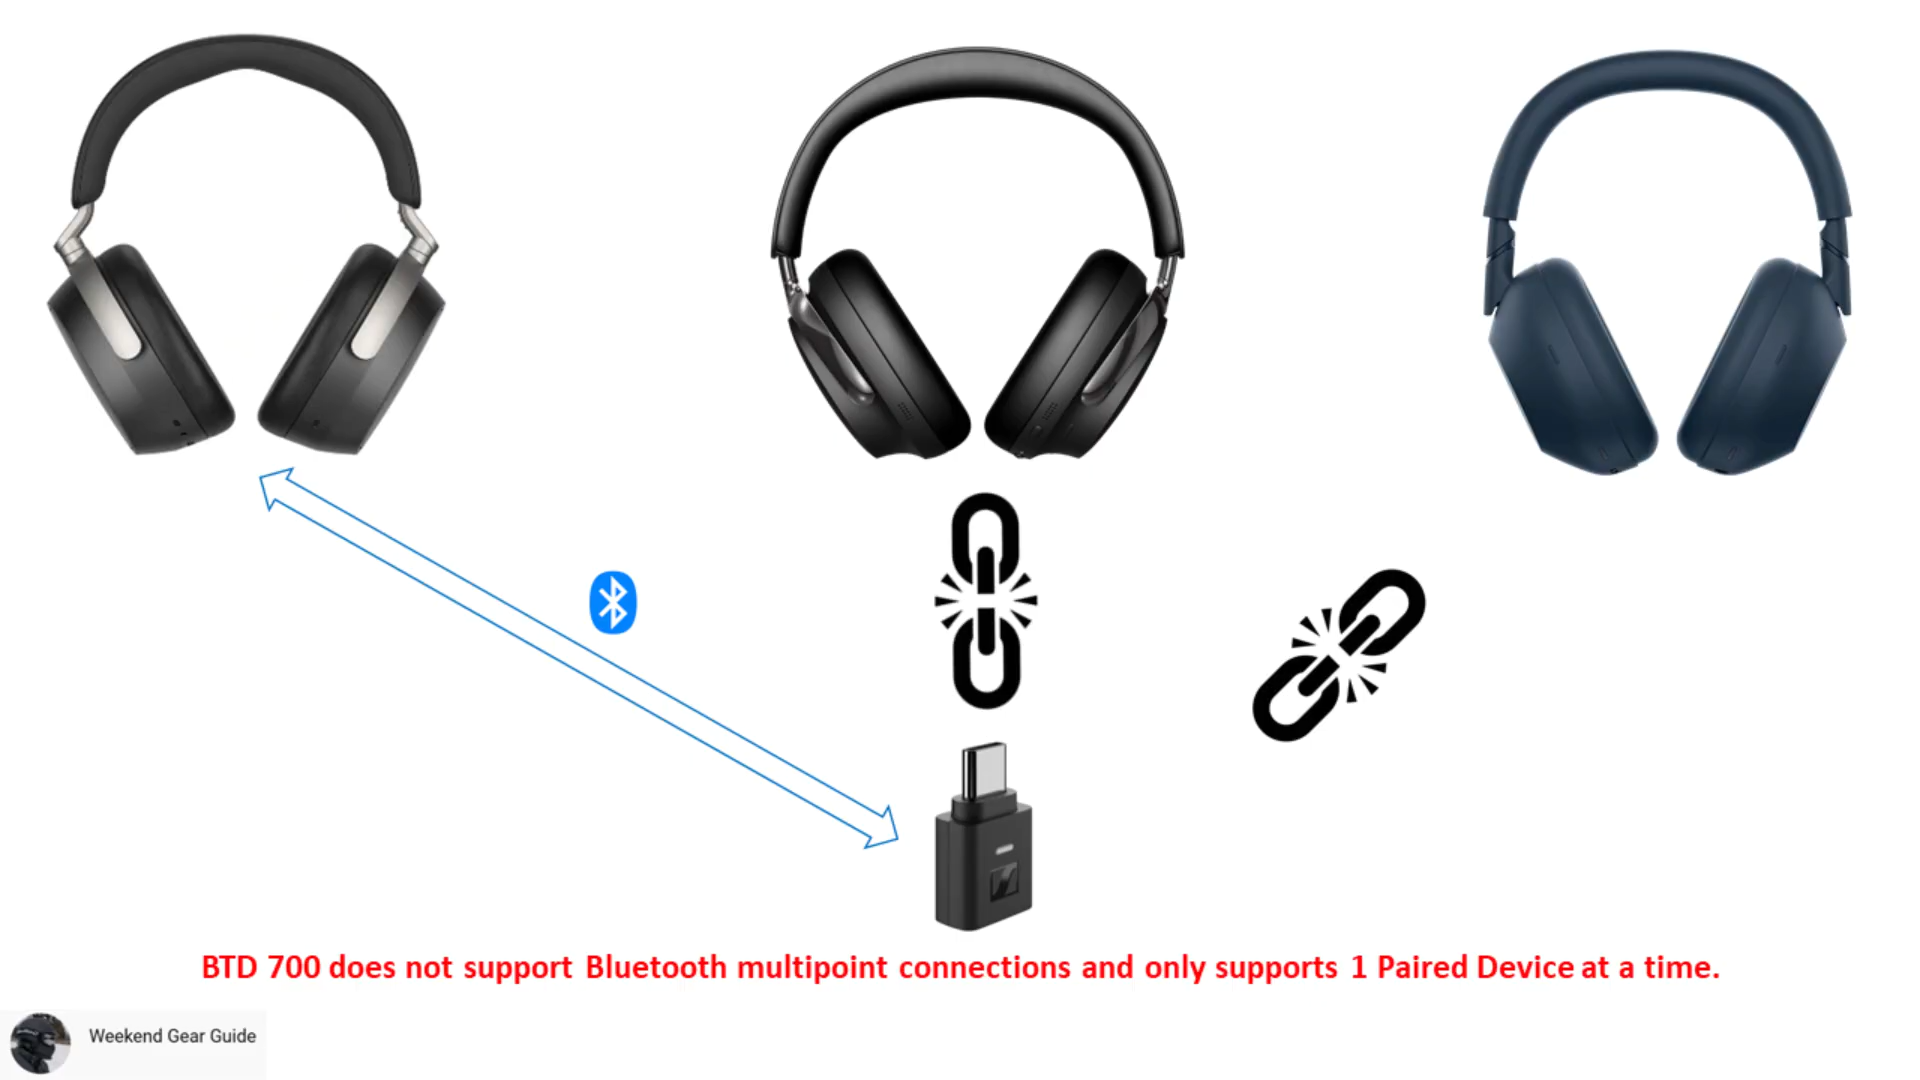 BTD 700 does not support Bluetooth multipoint connections and only supports 1 Paired Device at a time.
Weekend Gear Guide